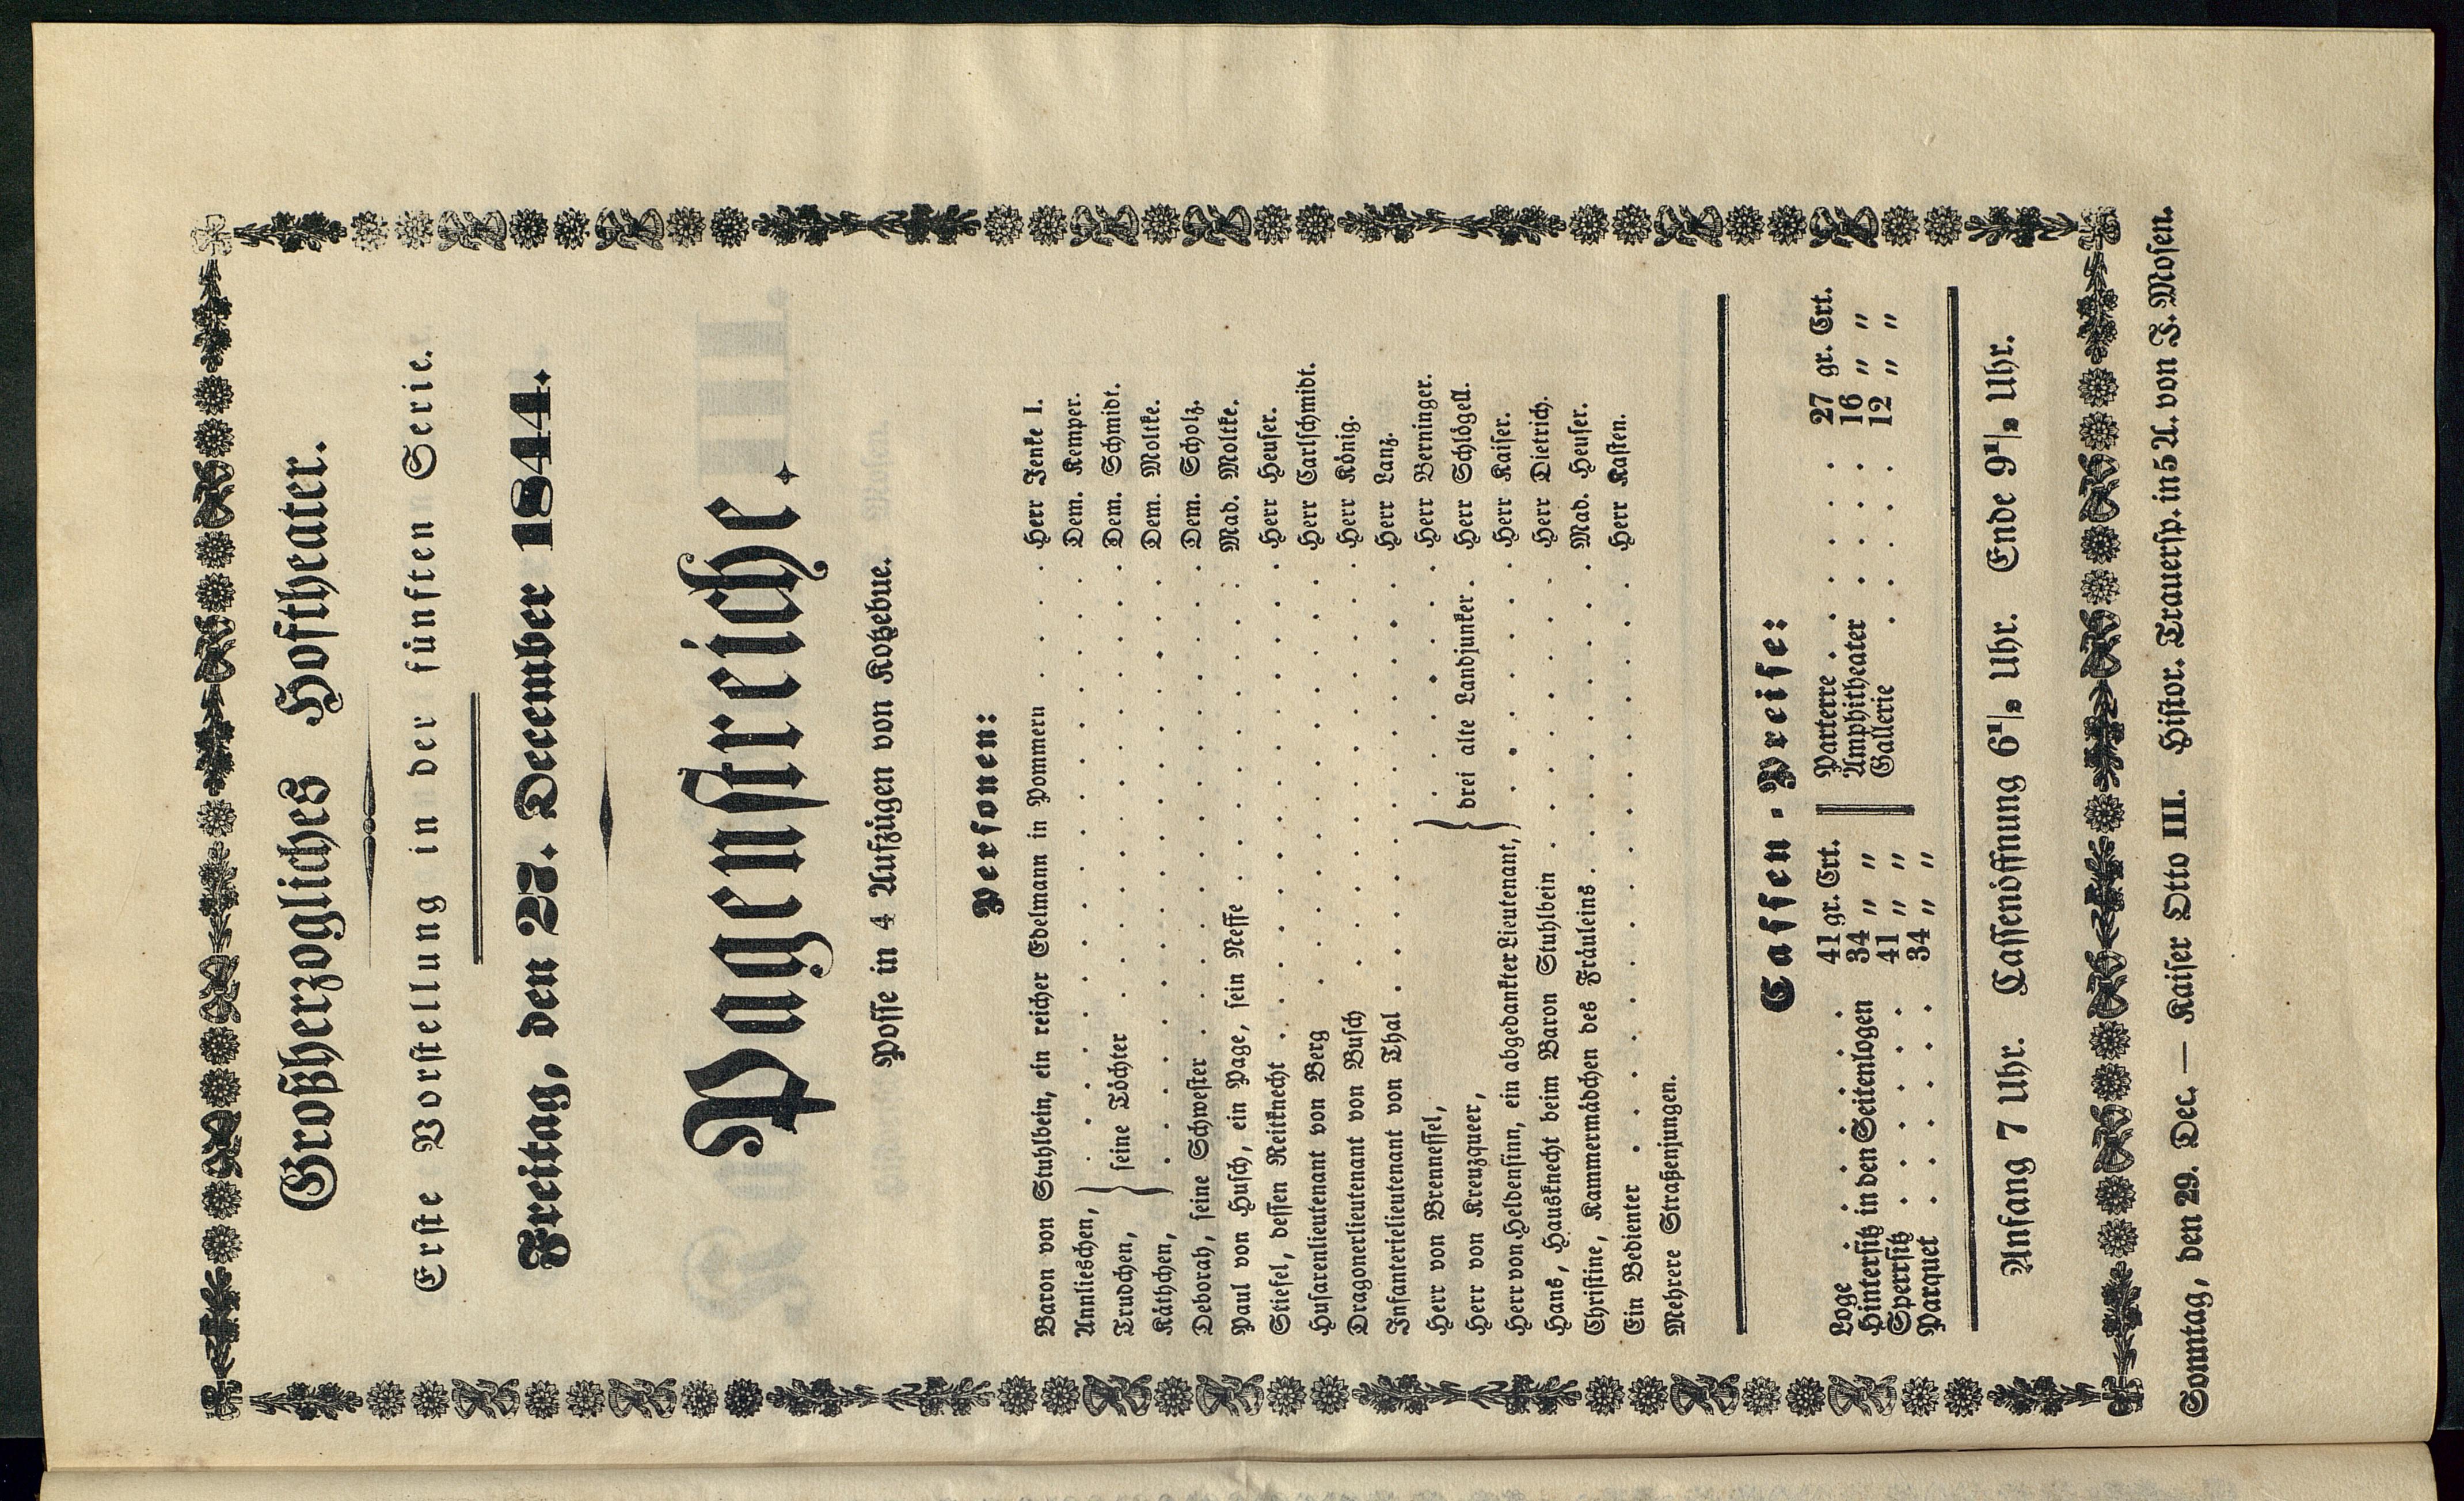 Großherzogliches Hoftheater.
Erste Vorstellung in der fünften Serie.
Freitag, den 27. December 1844.
Pagenstreiche.
Posse in 4 Aufzügen von Kotzebue.
Personen:
Baron von Stuhlbein, ein reicher Edelmann in Pommern . . . . Herr Jenke I.
Annlieschen, . . . . . . . . . . . . . Dem. Kemper.
Trudchen, } seine Töchter . . . . . . . . . . . . . Dem. Schmidt.
Käthchen, . . . . . . . . . . . . . Dem. Moltke.
Deborah, seine Schwester . . . . . . . . . . . . . Dem. Scholz.
Paul von Husch, ein Page, sein Neffe . . . . . . . . . Mad. Moltke.
Stiefel, dessen Reitknecht . . . . . . . . . . . . . Herr Heuser.
Husarenlieutenant von Berg . . . . . . . . . . . . Herr Carlschmidt.
Dragonerlieutenant von Busch . . . . . . . . . . . . Herr König.
Infanterielieutenant von Thal . . . . . . . . . . . . Herr Lanz.
Herr von Brennessel, . . . . . . . Herr Berninger.
Herr von Kreuzqueer, } drei alte Landjunker . . Herr Schlögell.
Herr von Heldensinn, ein abgedankter Lieutenant, . . . . . . . Herr Kaiser.
Hans, Hausknecht beim Baron Stuhlbein . . . . . . . . Herr Dietrich.
Christine, Kammermädchen des Fräuleins . . . . . . . . . Mad. Heuser.
Ein Bedienter . . . . . . . . . . . . . . . Herr Kasten.
Mehrere Straßenjungen.
Cassen-Preise:
Loge . . . . . . 41 gr. Crt. Parterre . . . . . . 27 gr. Crt.
Hintersitz in den Seitenlogen 34 „ „ Amphitheater . . . . 16 „ „
Sperrsitz . . . . . . 41 „ „ Gallerie . . . . 12 „ „
Parquet . . . . . . 34 „ „
Anfang 7 Uhr. Cassenöffnung 6½ Uhr. Ende 9½ Uhr.
Sonntag, den 29. Dec. — Kaiser Otto III. Histor. Trauersp. in 5 A. von J. Mosen.